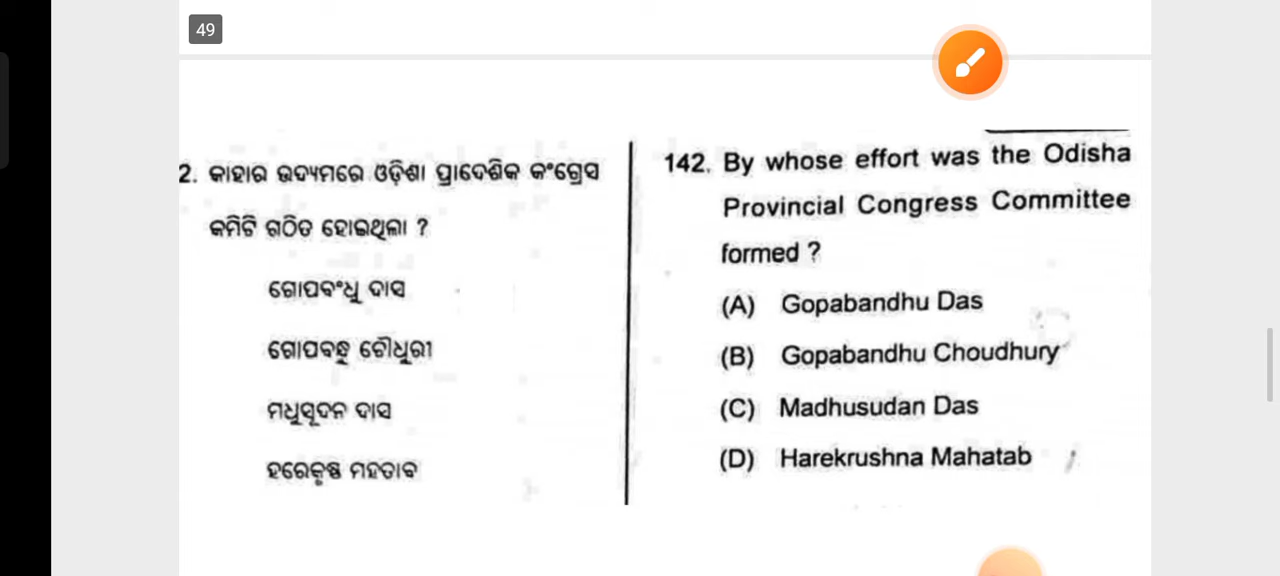 49
2. କାହାର ଉଦ୍ୟମରେ ଓଡ଼ିଶା ପ୍ରାଦେଶିକ କଂଗ୍ରେସ
କମିଟି ଗଠିତ ହୋଇଥିଲା ?
ଗୋପବଂଧୁ ଦାସ
ଗୋପବନ୍ଧୁ ଚୌଧୁରୀ
ମଧୁସୂଦନ ଦାସ
ହରେକୃଷ୍ଣ ମହତାବ
142. By whose effort was the Odisha
Provincial Congress Committee
formed ?
(A) Gopabandhu Das
(B) Gopabandhu Choudhury
(C) Madhusudan Das
(D) Harekrushna Mahatab